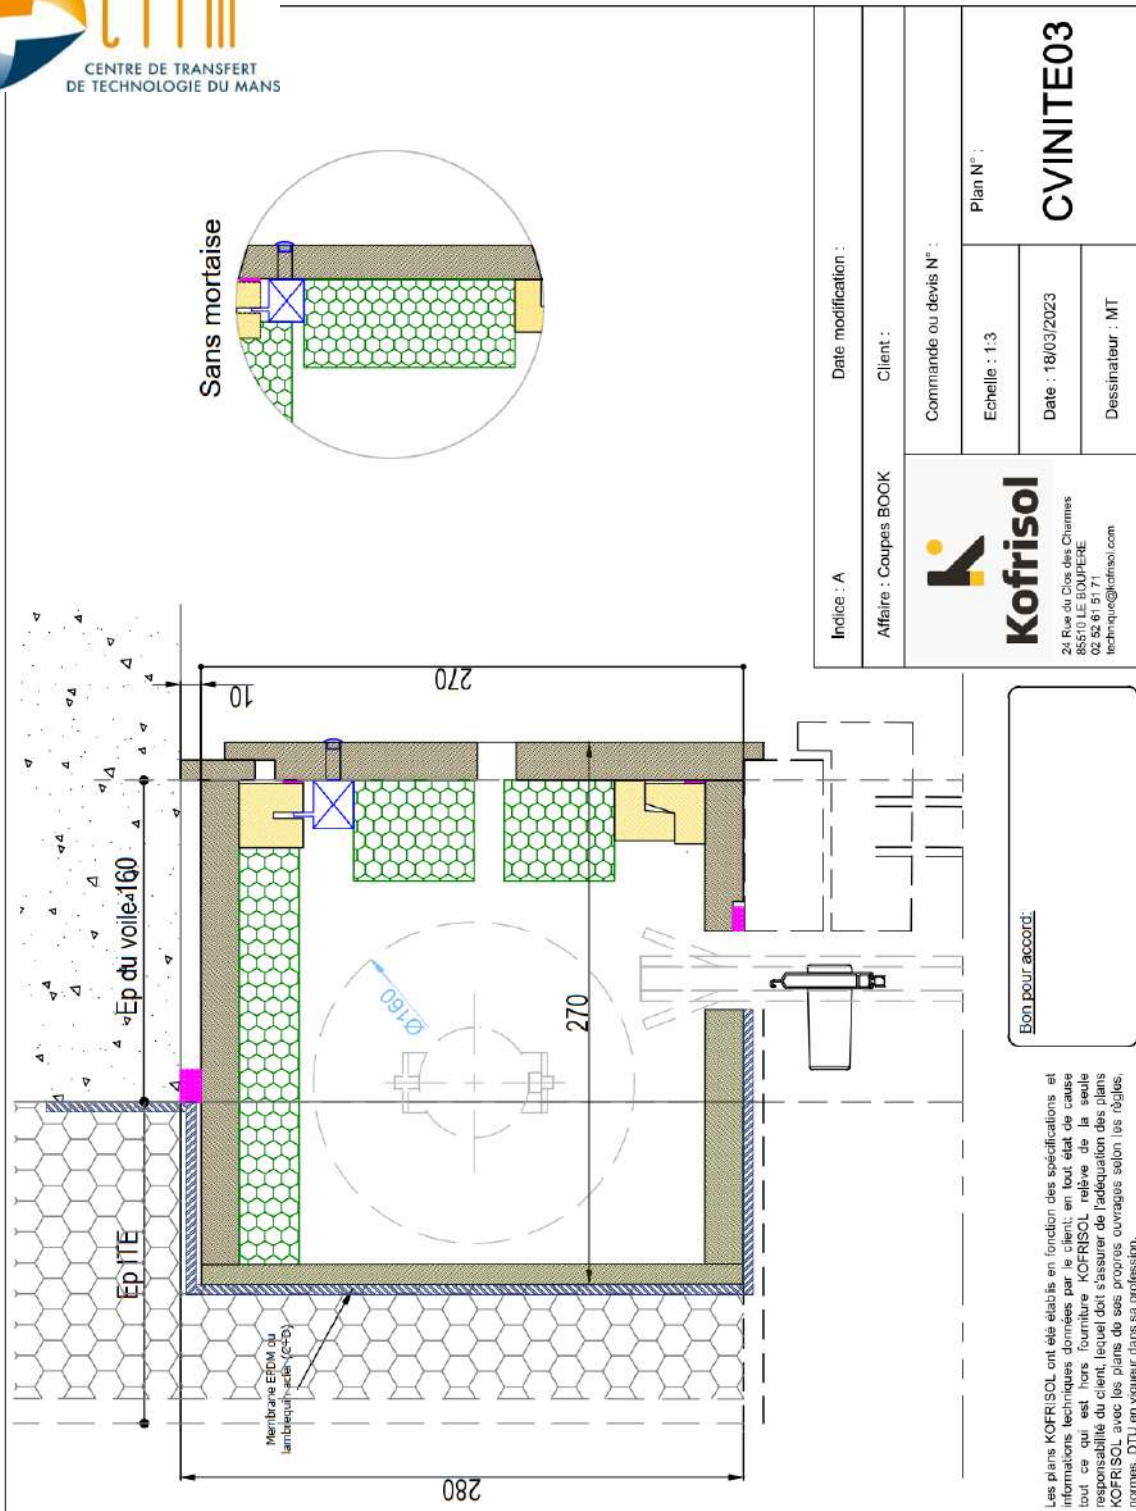 CENTRE DE TRANSFERT
DE TECHNOLOGIE DU MANS
Sans mortaise
Ep du voile 160
Ep ITE
10
270
Ø160
270
280
Membrane EPDM ou
lambrequin acier (C+D)
Indice : A
Date modification :
Affaire : Coupes BOOK
Client :
Commande ou devis N° :
Kofrisol
24 Rue du Clos des Charmes
85510 LE BOUPERE
02 52 61 51 71
technique@kofrisol.com
Echelle : 1:3
Date : 18/03/2023
Dessinateur : MT
Plan N° :
CVINITE03
Bon pour accord:
Les plans KOFRISOL ont été établis en fonction des spécifications et
informations techniques données par le client; en tout état de cause
tout ce qui est hors fourniture KOFRISOL relève de la seule
responsabilité du client, lequel doit s'assurer de l'adéquation des plans
KOFRISOL avec les plans de ses propres ouvrages selon les règles,
normes, DTU en vigueur dans sa profession.